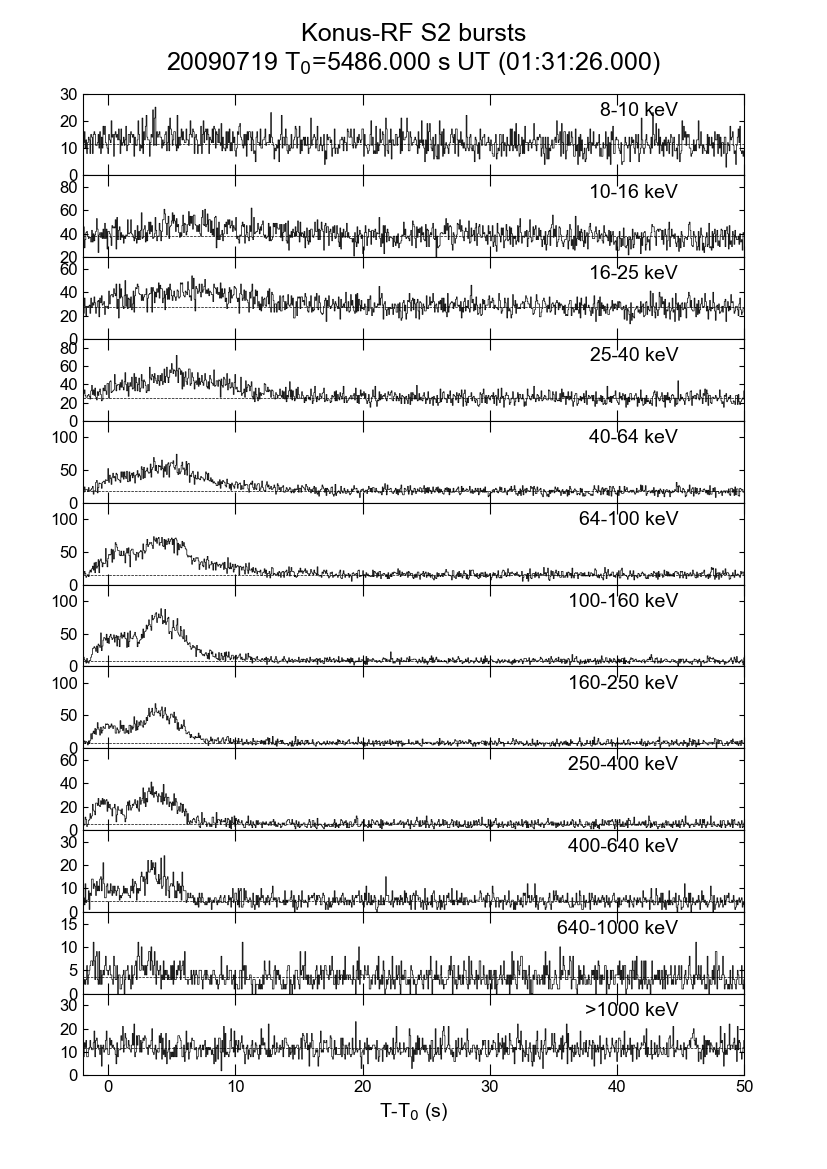 Konus-RF S2 bursts
20090719 T₀=5486.000 s UT (01:31:26.000)
30
8-10 keV
20
10
0
80
10-16 keV
60
40
20
60
16-25 keV
40
20
0
80
25-40 keV
60
40
20
0
100
40-64 keV
50
0
100
64-100 keV
50
0
100
100-160 keV
50
0
100
160-250 keV
50
0
60
250-400 keV
40
20
0
30
400-640 keV
20
10
0
15
640-1000 keV
10
5
0
30
>1000 keV
20
10
0
0 10 20 30 40 50
T-T₀ (s)